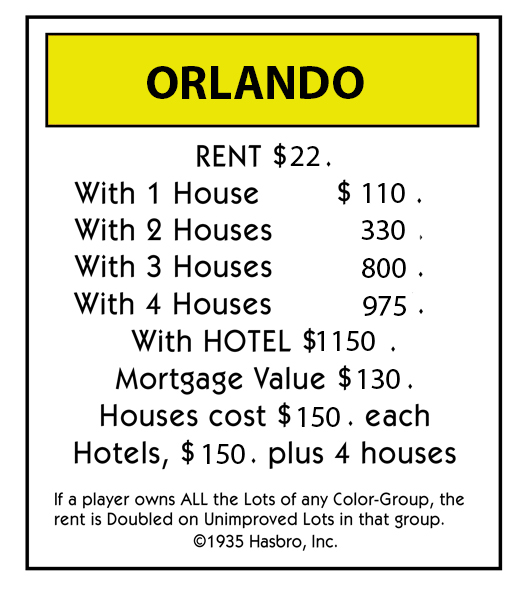 ORLANDO
RENT $22.
With 1 House $ 110 .
With 2 Houses 330 .
With 3 Houses 800 .
With 4 Houses 975 .
With HOTEL $1150 .
Mortgage Value $130.
Houses cost $150. each
Hotels, $150. plus 4 houses
If a player owns ALL the Lots of any Color-Group, the
rent is Doubled on Unimproved Lots in that group.
©1935 Hasbro, Inc.